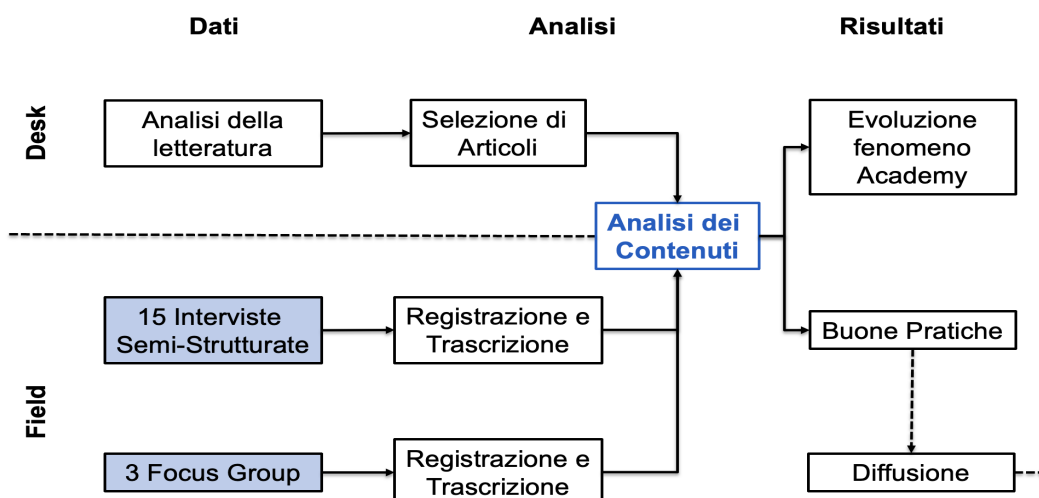 Dati
Analisi
Risultati
Desk
Analisi della
letteratura
Selezione di
Articoli
Evoluzione
fenomeno
Academy
Analisi dei
Contenuti
Field
15 Interviste
Semi-Strutturate
Registrazione e
Trascrizione
Buone Pratiche
3 Focus Group
Registrazione e
Trascrizione
Diffusione